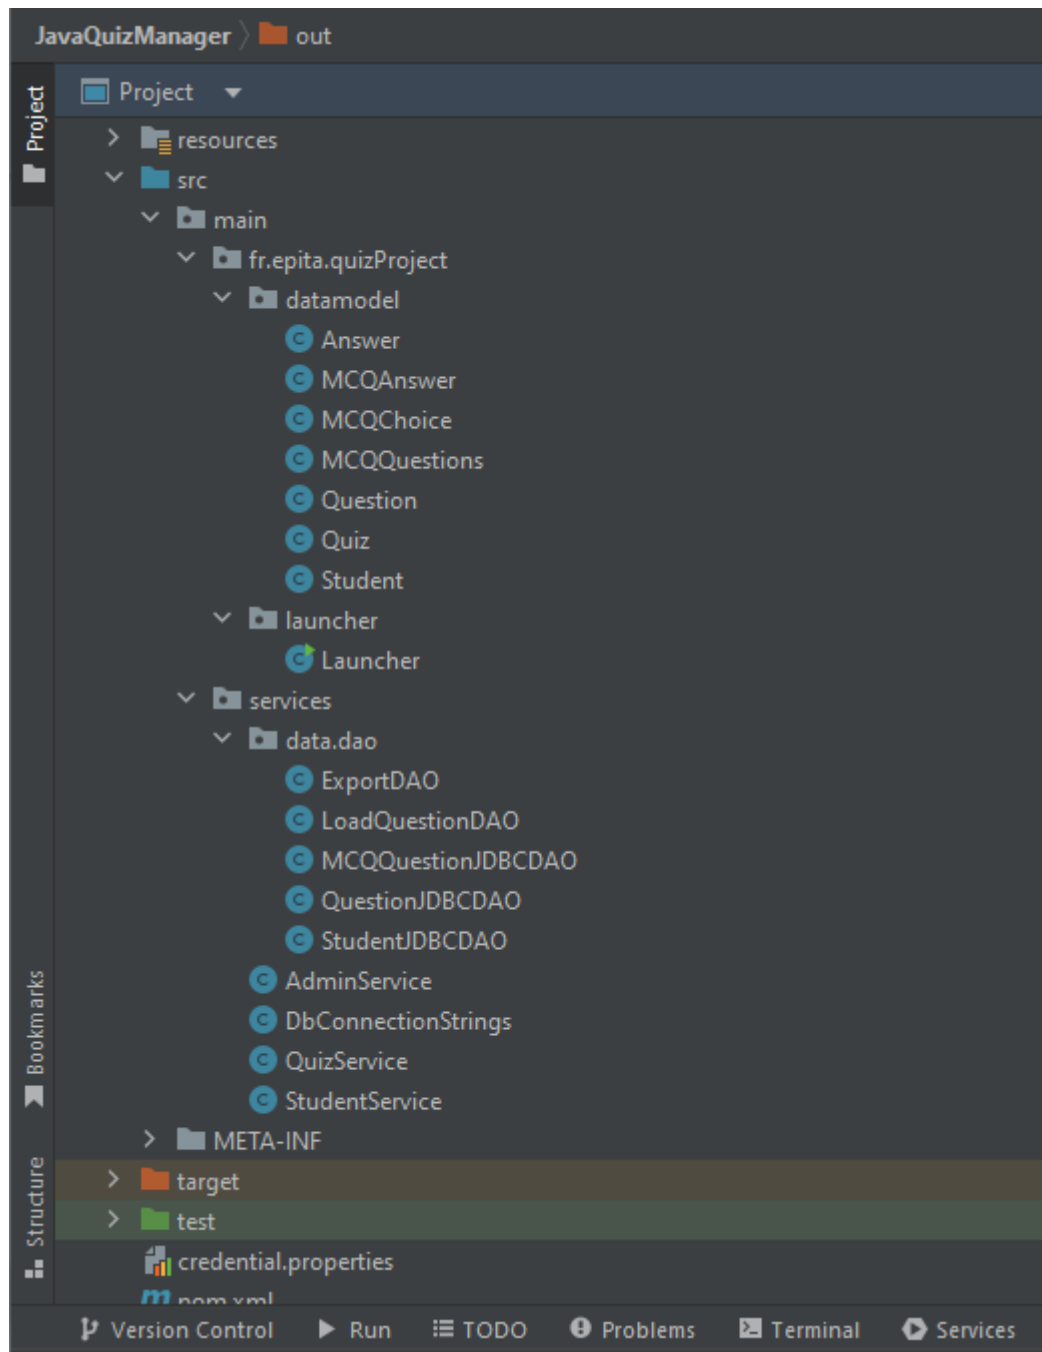 JavaQuizManager out
Project
Project
resources
src
main
fr.epita.quizProject
datamodel
Answer
MCQAnswer
MCQChoice
MCQQuestions
Question
Quiz
Student
launcher
Launcher
services
data.dao
ExportDAO
LoadQuestionDAO
MCQQuestionJDBCDAO
QuestionJDBCDAO
StudentJDBCDAO
AdminService
DbConnectionStrings
QuizService
StudentService
Bookmarks
META-INF
target
test
Structure
credential.properties
pom.xml
Version Control Run TODO Problems Terminal Services